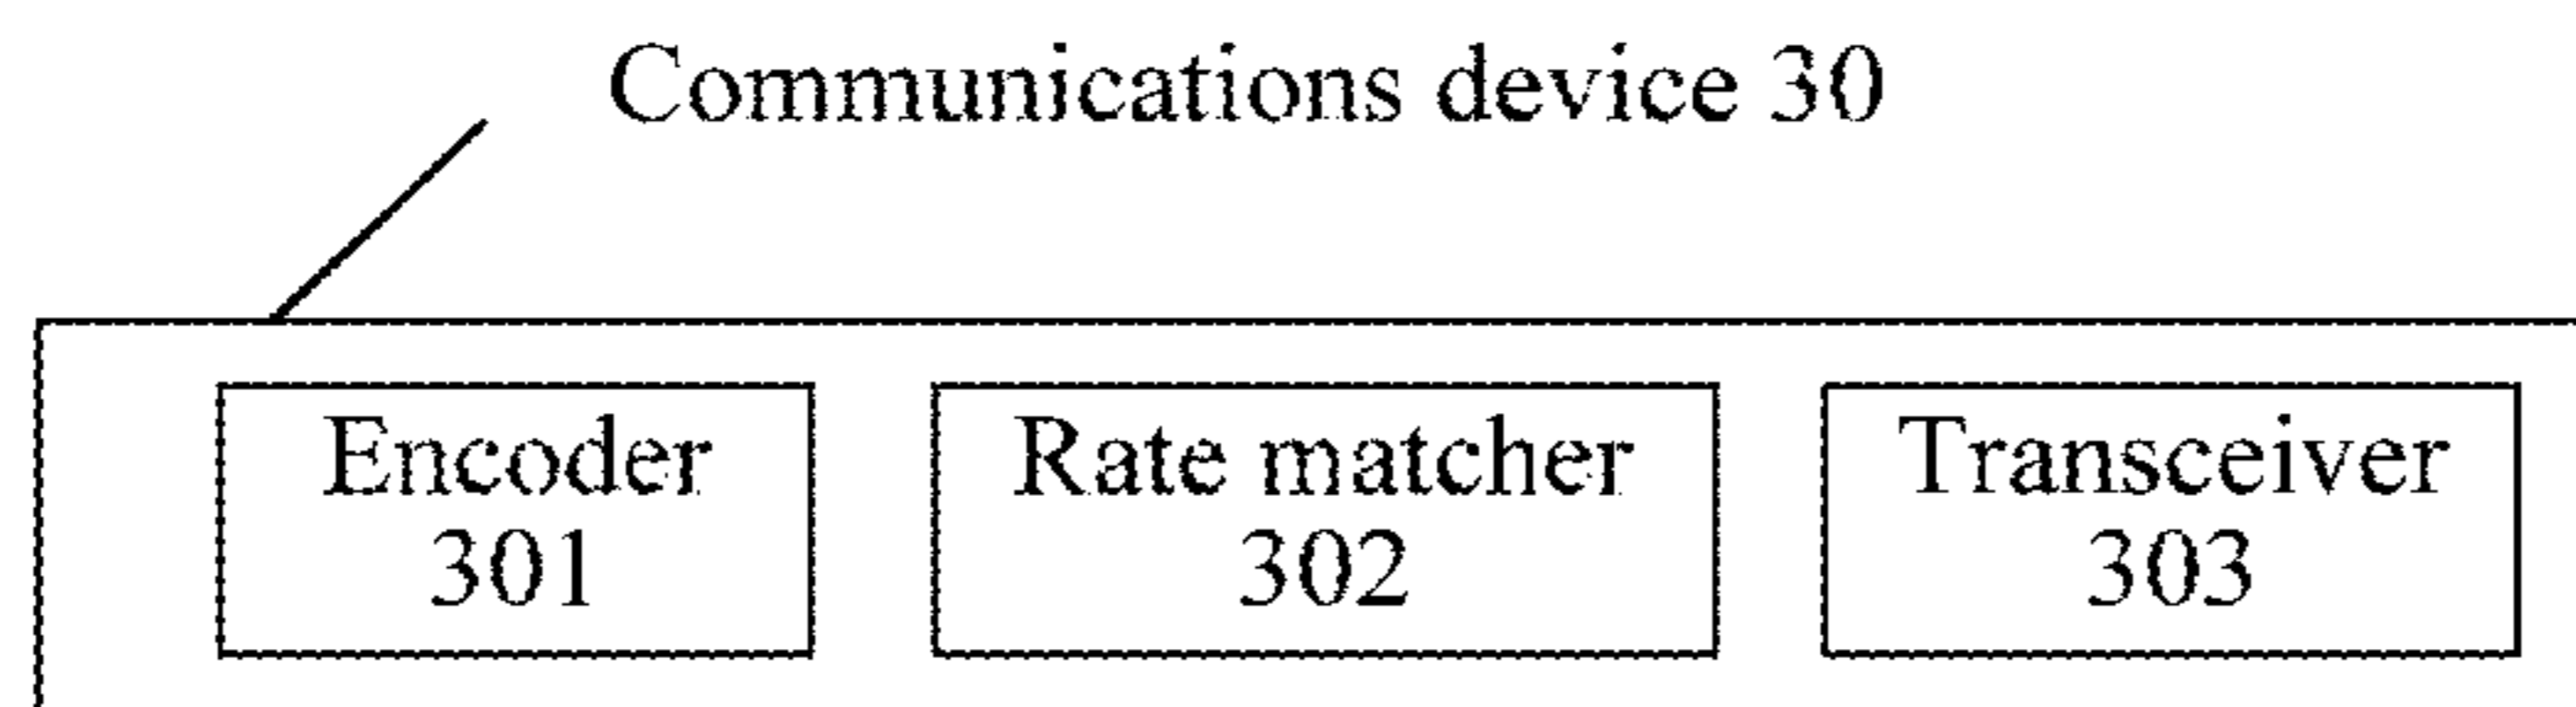 Communications device 30
Encoder
301
Rate matcher
302
Transceiver
303